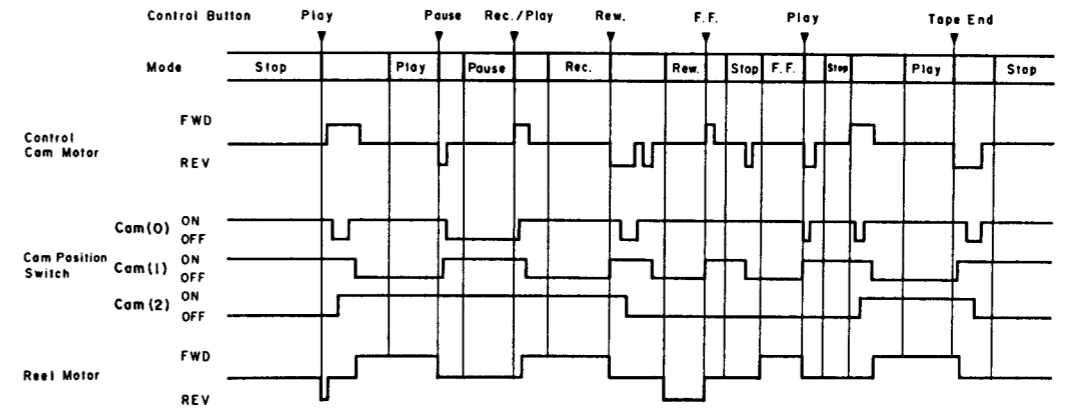 Control Button Play Pause Rec./Play Rew. F.F. Play Tape End
Mode Stop Play Pause Rec. Rew. Stop F.F. Stop Play Stop
FWD
Control
Cam Motor
REV
Cam(0) ON
OFF
Cam Position
Switch
Cam(1) ON
OFF
Cam(2) ON
OFF
FWD
Reel Motor
REV